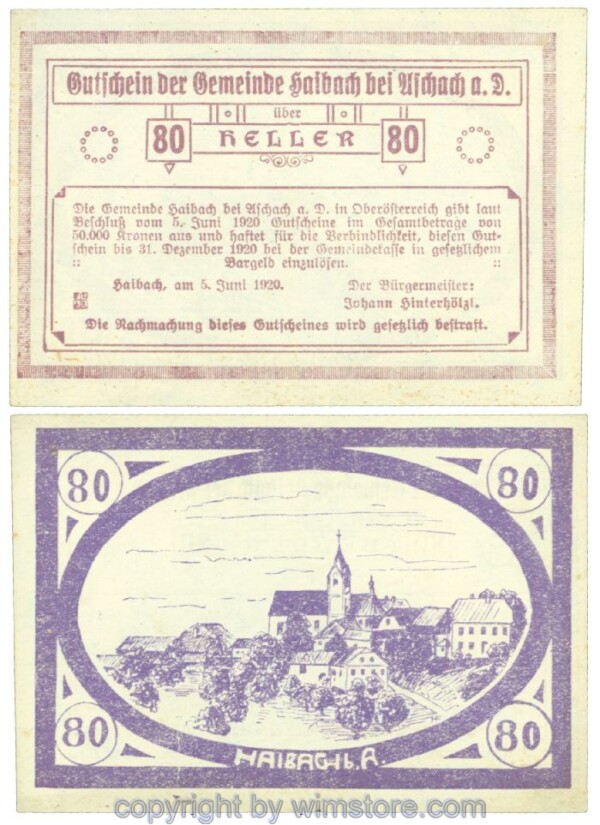 Gutschein der Gemeinde Haibach bei Aschach a. D.
über
80 HELLER 80
Die Gemeinde Haibach bei Aschach a. D. in Oberösterreich gibt laut
Beschluß vom 5. Juni 1920 Gutscheine im Gesamtbetrage von
50.000 Kronen aus und haftet für die Verbindlichkeit, diesen Gut-
schein bis 31. Dezember 1920 bei der Gemeindekasse in gesetzlichem
:: Bargeld einzulösen. ::
Haibach, am 5. Juni 1920. Der Bürgermeister:
Johann Hinterhölzl.
Die Nachmachung dieses Gutscheines wird gesetzlich bestraft.
80 80
80 80
HAIBACH b. A.
copyright by wimstore.com